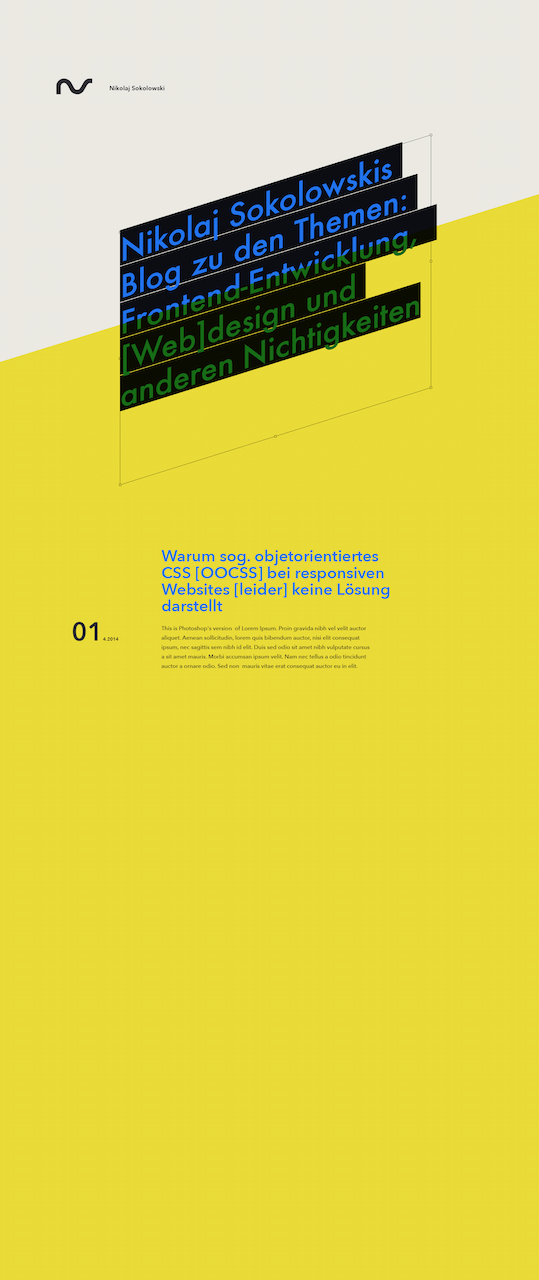 Nikolaj Sokolowski
Nikolaj Sokolowskis
Blog zu den Themen:
Frontend-Entwicklung,
[Web]design und
anderen Nichtigkeiten
Warum sog. objetorientiertes
CSS [OOCSS] bei responsiven
Websites [leider] keine Lösung
darstellt
01 4.2014
This is Photoshop's version of Lorem Ipsum. Proin gravida nibh vel velit auctor
aliquet. Aenean sollicitudin, lorem quis bibendum auctor, nisi elit consequat
ipsum, nec sagittis sem nibh id elit. Duis sed odio sit amet nibh vulputate cursus
a sit amet mauris. Morbi accumsan ipsum velit. Nam nec tellus a odio tincidunt
auctor a ornare odio. Sed non mauris vitae erat consequat auctor eu in elit.